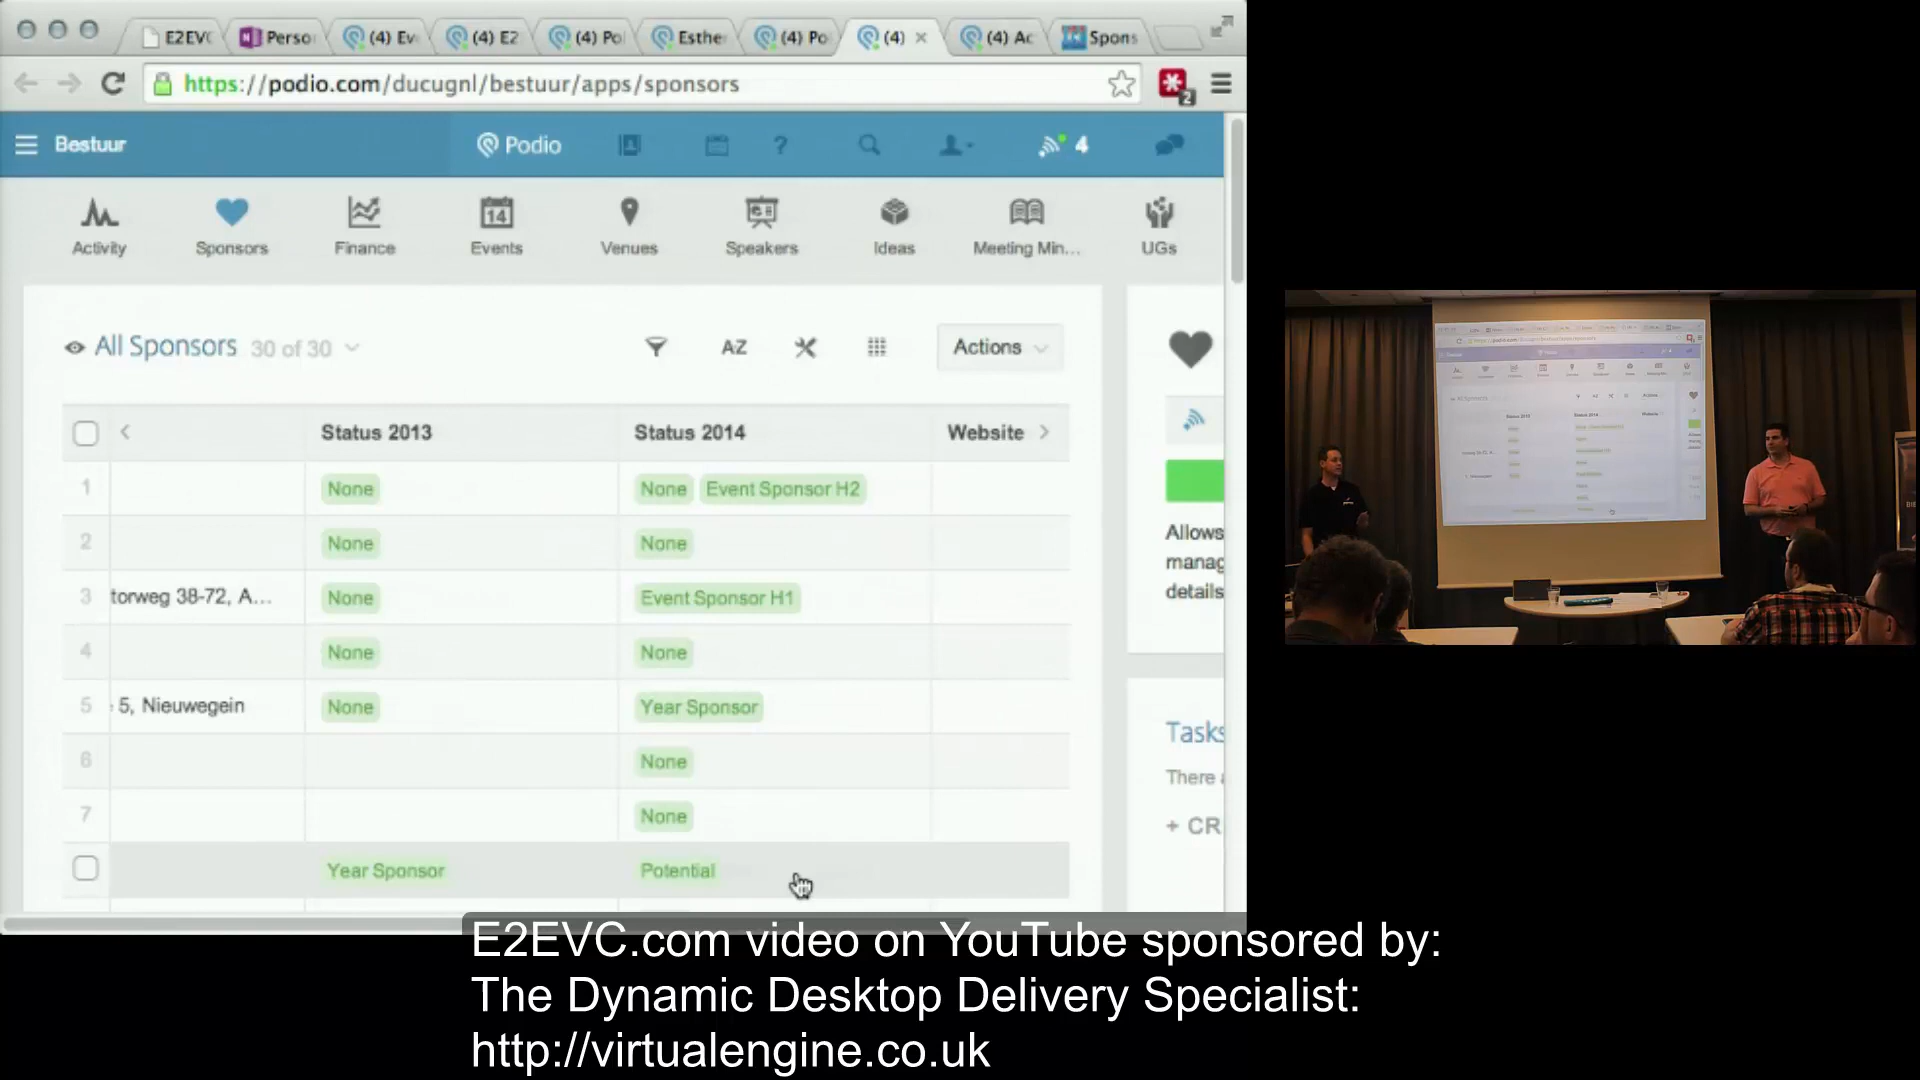 E2EVC
Perso
(4) Ev
(4) E2
(4) Po
Esthe
(4) Po
(4)
(4) Ac
Spons
https://podio.com/ducugnl/bestuur/apps/sponsors
2
Bestuur
Podio
?
4
Activity
Sponsors
Finance
14
Events
Venues
Speakers
Ideas
Meeting Min...
UGs
All Sponsors 30 of 30
AZ
Actions
Status 2013
Status 2014
Website
1 None None Event Sponsor H2
2 None None
3 torweg 38-72, A... None Event Sponsor H1
4 None None
5 5, Nieuwegein None Year Sponsor
6 None
7 None
Year Sponsor Potential
Allows
manag
details
Tasks
There a
+ CR
E2EVC.com video on YouTube sponsored by:
The Dynamic Desktop Delivery Specialist:
http://virtualengine.co.uk